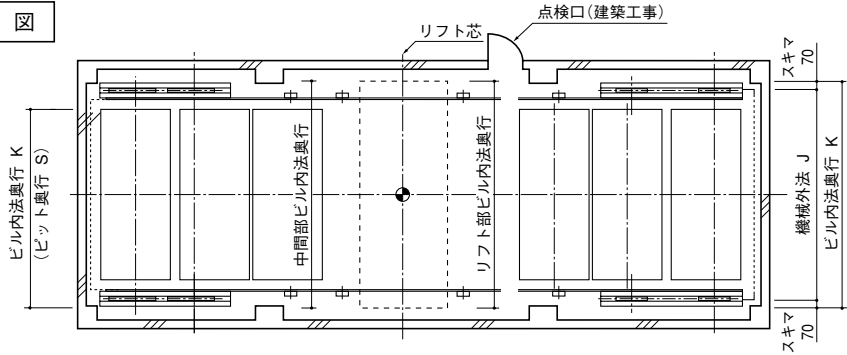 図
リフト芯
点検口(建築工事)
スキマ
70
ビル内法奥行 K
(ピット奥行 S)
中間部ビル内法奥行
リフト部ビル内法奥行
機械外法 J
ビル内法奥行 K
スキマ
70